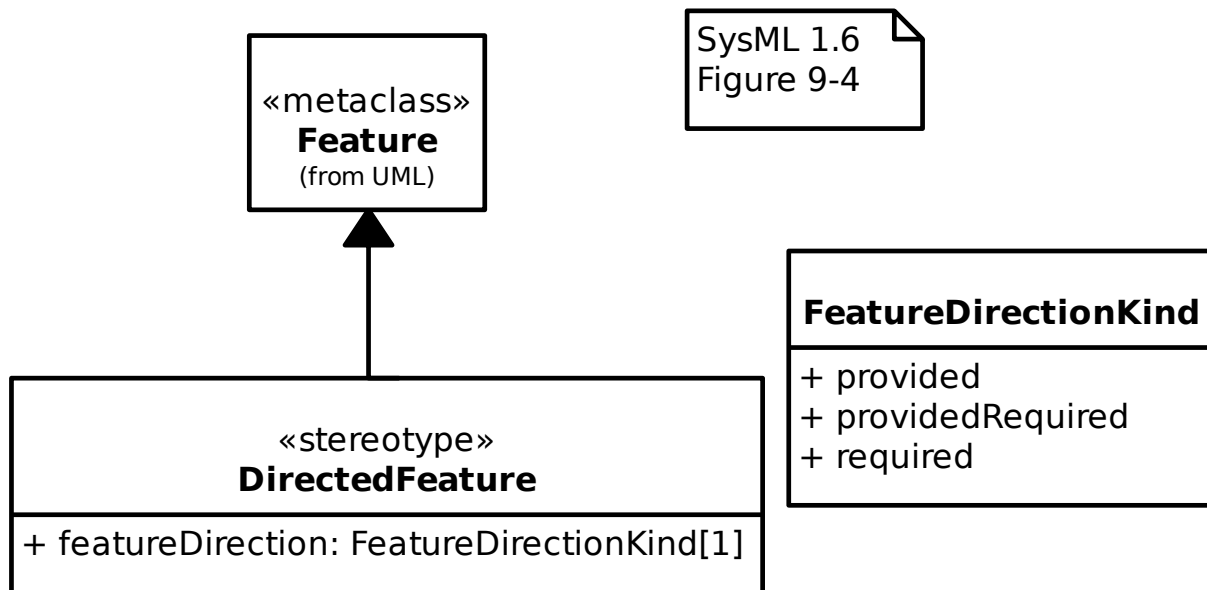 «metaclass»
Feature
(from UML)
SysML 1.6
Figure 9-4
FeatureDirectionKind
+ provided
+ providedRequired
+ required
«stereotype»
DirectedFeature
+ featureDirection: FeatureDirectionKind[1]